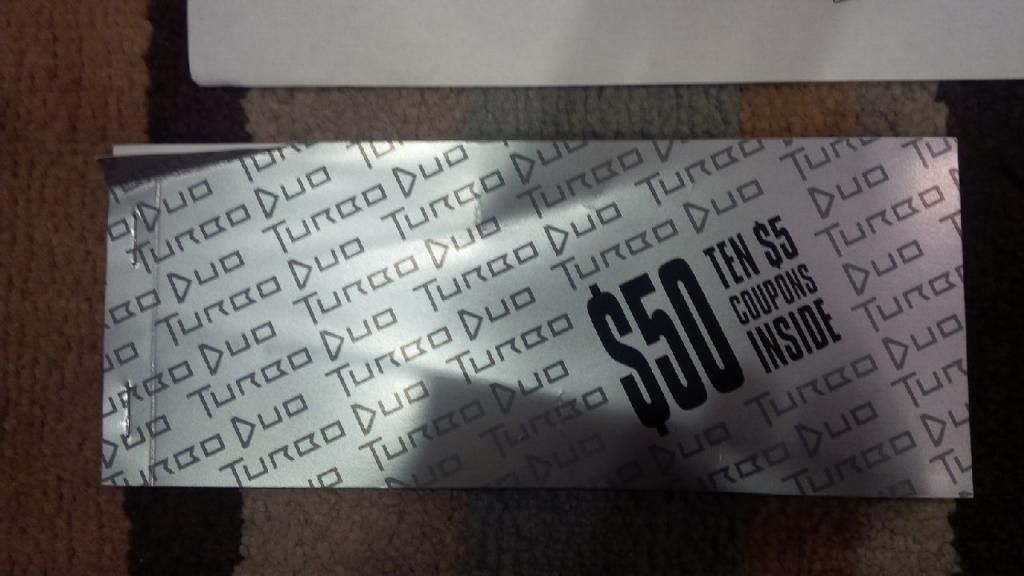 Turbo Duo
$50
TEN $5
COUPONS
INSIDE